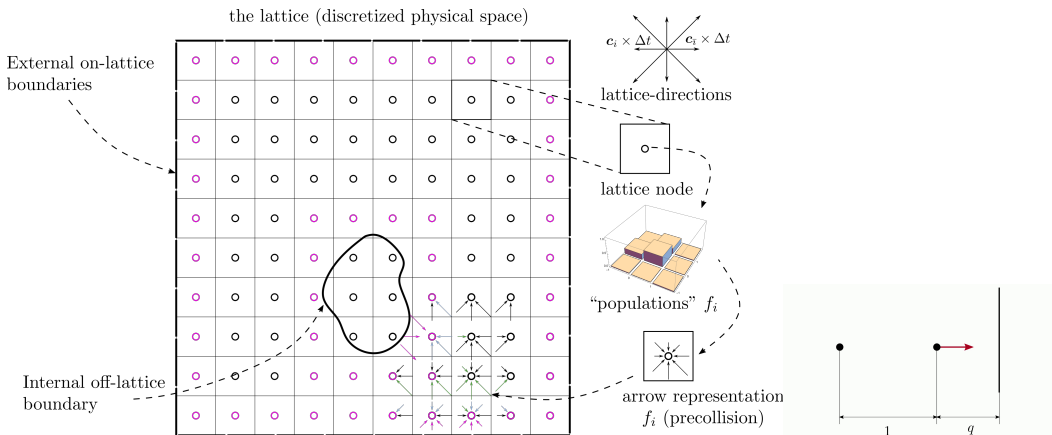 the lattice (discretized physical space)
External on-lattice
boundaries
c_i × Δt
c_ī × Δt
lattice-directions
lattice node
"populations" f_i
Internal off-lattice
boundary
arrow representation
f_i (precollision)
1
q